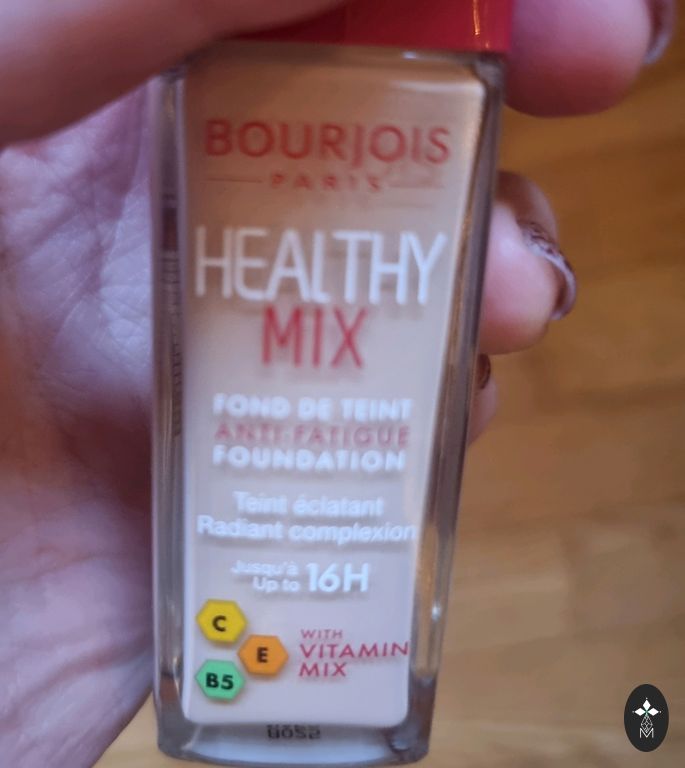 BOURJOIS
PARIS
HEALTHY
MIX
FOND DE TEINT
ANTI-FATIGUE
FOUNDATION
Teint éclatant
Radiant complexion
Jusqu'à
Up to 16H
C
E
B5
WITH
VITAMIN
MIX
M